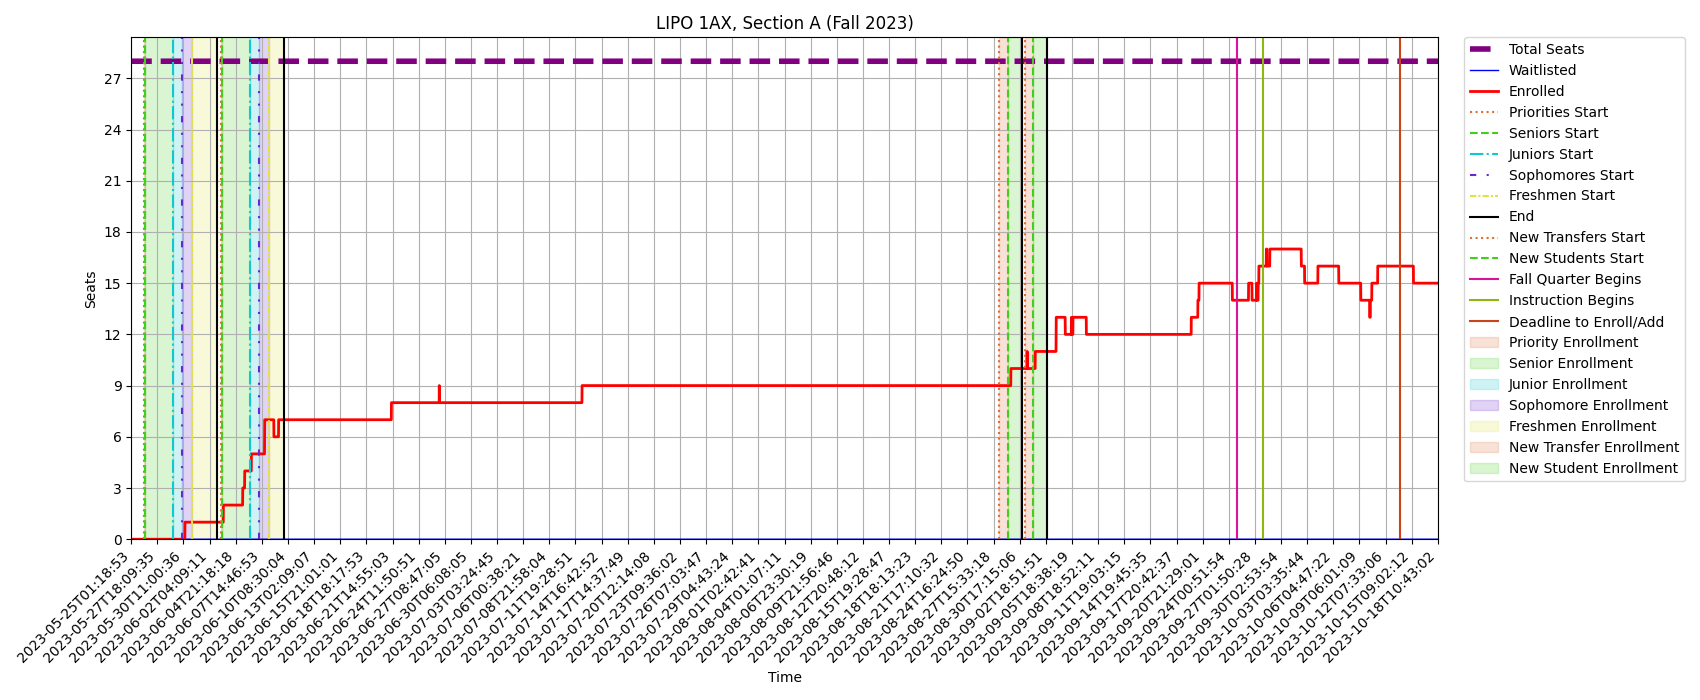 LIPO 1AX, Section A (Fall 2023)
Total Seats
Waitlisted
Enrolled
Priorities Start
Seniors Start
Juniors Start
Sophomores Start
Freshmen Start
End
New Transfers Start
New Students Start
Fall Quarter Begins
Instruction Begins
Deadline to Enroll/Add
Priority Enrollment
Senior Enrollment
Junior Enrollment
Sophomore Enrollment
Freshmen Enrollment
New Transfer Enrollment
New Student Enrollment
Seats
27
24
21
18
15
12
9
6
3
0
2023-05-25T01:18:53
2023-05-27T18:09:35
2023-05-30T11:00:36
2023-06-02T04:09:11
2023-06-04T21:18:18
2023-06-07T14:46:53
2023-06-10T08:30:04
2023-06-13T02:09:07
2023-06-15T21:01:01
2023-06-18T18:17:53
2023-06-21T14:55:03
2023-06-24T11:50:51
2023-06-27T08:47:05
2023-06-30T06:08:05
2023-07-03T03:24:45
2023-07-06T00:38:21
2023-07-08T21:58:04
2023-07-11T19:28:51
2023-07-14T16:42:52
2023-07-17T14:37:49
2023-07-20T12:14:08
2023-07-23T09:36:02
2023-07-26T07:03:47
2023-07-29T04:43:24
2023-08-01T02:42:41
2023-08-04T01:07:11
2023-08-06T23:30:19
2023-08-09T21:56:46
2023-08-12T20:48:12
2023-08-15T19:28:47
2023-08-18T18:13:23
2023-08-21T17:10:32
2023-08-24T16:24:50
2023-08-27T15:33:18
2023-08-30T17:15:06
2023-09-02T18:51:51
2023-09-05T18:38:19
2023-09-08T18:52:11
2023-09-11T19:03:15
2023-09-14T19:45:35
2023-09-17T20:42:37
2023-09-20T21:29:01
2023-09-24T00:51:54
2023-09-27T01:50:28
2023-09-30T02:53:54
2023-10-03T03:35:44
2023-10-06T04:47:22
2023-10-09T06:01:09
2023-10-12T07:33:06
2023-10-15T09:02:12
2023-10-18T10:43:02
Time